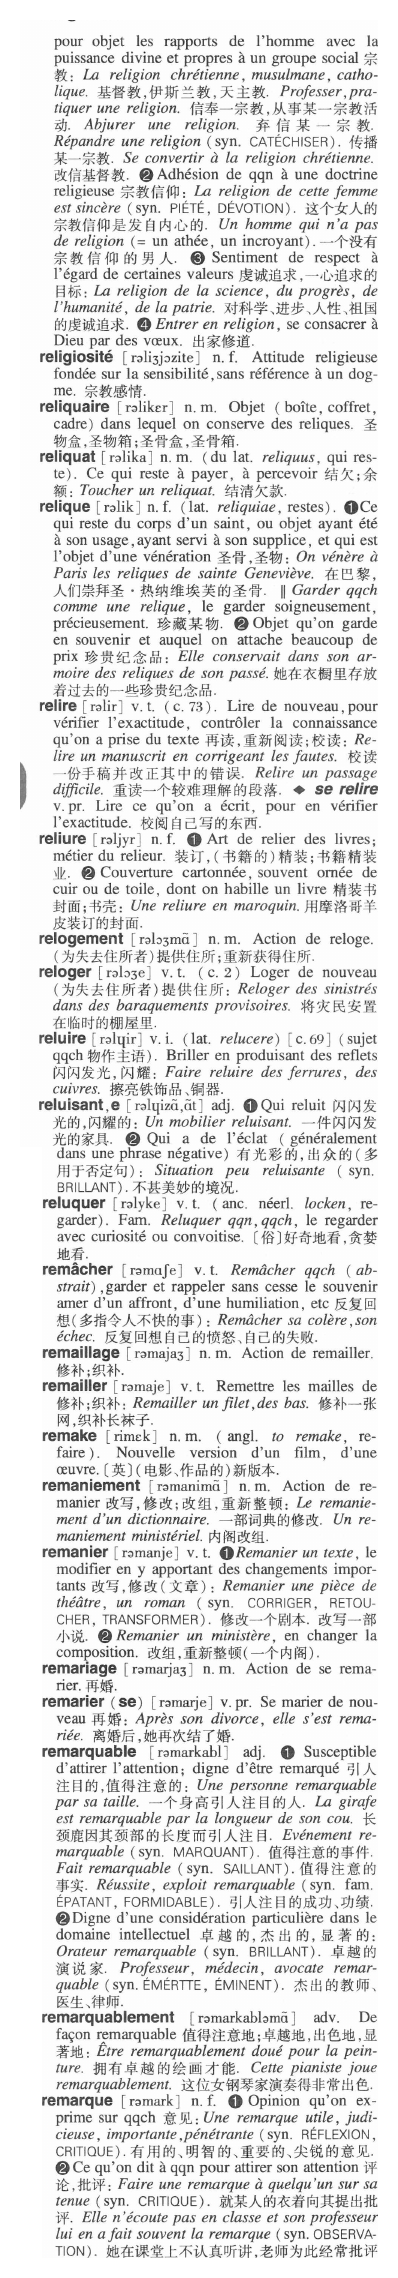 pour objet les rapports de l'homme avec la
puissance divine et propres à un groupe social 宗
教: La religion chrétienne, musulmane, catho-
lique. 基督教,伊斯兰教,天主教. Professer, pra-
tiquer une religion. 信奉一宗教,从事某一宗教活
动. Abjurer une religion. 弃信某一宗教.
Répandre une religion (syn. CATÉCHISER). 传播
某一宗教. Se convertir à la religion chrétienne.
改信基督教. ❷ Adhésion de qqn à une doctrine
religieuse 宗教信仰: La religion de cette femme
est sincère (syn. PIÉTÉ, DÉVOTION). 这个女人的
宗教信仰是发自内心的. Un homme qui n'a pas
de religion (= un athée, un incroyant). 一个没有
宗教信仰的男人. ❸ Sentiment de respect à
l'égard de certaines valeurs 虔诚追求,一心追求的
目标: La religion de la science, du progrès, de
l'humanité, de la patrie. 对科学、进步、人性、祖国
的虔诚追求. ❹ Entrer en religion, se consacrer à
Dieu par des vœux. 出家修道.
religiosité [rəliʒjozite] n. f. Attitude religieuse
fondée sur la sensibilité, sans référence à un dog-
me. 宗教感情.
reliquaire [rəlikɛr] n. m. Objet (boîte, coffret,
cadre) dans lequel on conserve des reliques. 圣
物盒,圣物箱;圣骨盒,圣骨箱.
reliquat [rəlika] n. m. (du lat. reliquus, qui res-
te). Ce qui reste à payer, à percevoir 结欠;余
额: Toucher un reliquat. 结清欠款.
relique [rəlik] n. f. (lat. reliquiae, restes). ❶Ce
qui reste du corps d'un saint, ou objet ayant été
à son usage, ayant servi à son supplice, et qui est
l'objet d'une vénération 圣骨,圣物: On vénère à
Paris les reliques de sainte Geneviève. 在巴黎,
人们崇拜圣·热纳维埃芙的圣骨. ‖ Garder qqch
comme une relique, le garder soigneusement,
précieusement. 珍藏某物. ❷ Objet qu'on garde
en souvenir et auquel on attache beaucoup de
prix 珍贵纪念品: Elle conservait dans son ar-
moire des reliques de son passé. 她在衣橱里存放
着过去的一些珍贵纪念品.
relire [rəlir] v. t. (c. 73). Lire de nouveau, pour
vérifier l'exactitude, contrôler la connaissance
qu'on a prise du texte 再读,重新阅读;校读: Re-
lire un manuscrit en corrigeant les fautes. 校读
一份手稿并改正其中的错误. Relire un passage
difficile. 重读一个较难理解的段落. ◆ se relire
v. pr. Lire ce qu'on a écrit, pour en vérifier
l'exactitude. 校阅自己写的东西.
reliure [rəljyr] n. f. ❶ Art de relier des livres;
métier du relieur. 装订,(书籍的)精装;书籍精装
业. ❷ Couverture cartonnée, souvent ornée de
cuir ou de toile, dont on habille un livre 精装书
封面;书壳: Une reliure en maroquin. 用摩洛哥羊
皮装订的封面.
relogement [rəlɔʒmɑ̃] n. m. Action de reloge.
(为失去住所者)提供住所;重新获得住所.
reloger [rəlɔʒe] v. t. (c. 2) Loger de nouveau
(为失去住所者)提供住所: Reloger des sinistrés
dans des baraquements provisoires. 将灾民安置
在临时的棚屋里.
reluire [rəlɥir] v. i. (lat. relucere) [c. 69] (sujet
qqch 物作主语). Briller en produisant des reflets
闪闪发光,闪耀: Faire reluire des ferrures, des
cuivres. 擦亮铁饰品、铜器.
reluisant,e [rəlɥizɑ̃,ɑ̃t] adj. ❶Qui reluit 闪闪发
光的,闪耀的: Un mobilier reluisant. 一件闪闪发
光的家具. ❷ Qui a de l'éclat (généralement
dans une phrase négative) 有光彩的,出众的(多
用于否定句): Situation peu reluisante (syn.
BRILLANT). 不甚美妙的境况.
reluquer [rəlyke] v. t. (anc. néerl. locken, re-
garder). Fam. Reluquer qqn, qqch, le regarder
avec curiosité ou convoitise. 〔俗〕好奇地看,贪婪
地看.
remâcher [rəmɑʃe] v. t. Remâcher qqch (ab-
strait), garder et rappeler sans cesse le souvenir
amer d'un affront, d'une humiliation, etc 反复回
想(多指令人不快的事): Remâcher sa colère, son
échec. 反复回想自己的愤怒、自己的失败.
remaillage [rəmajaʒ] n. m. Action de remailler.
修补;织补.
remailler [rəmaje] v. t. Remettre les mailles de
修补;织补: Remailler un filet, des bas. 修补一张
网,织补长袜子.
remake [rimɛk] n. m. (angl. to remake, re-
faire). Nouvelle version d'un film, d'une
œuvre.〔英〕(电影、作品的)新版本.
remaniement [rəmanimɑ̃] n. m. Action de re-
manier 改写,修改;改组,重新整顿: Le remanie-
ment d'un dictionnaire. 一部词典的修改. Un re-
maniement ministériel. 内阁改组.
remanier [rəmanje] v. t. ❶Remanier un texte, le
modifier en y apportant des changements impor-
tants 改写,修改(文章): Remanier une pièce de
théâtre, un roman (syn. CORRIGER, RETOU-
CHER, TRANSFORMER). 修改一个剧本. 改写一部
小说. ❷ Remanier un ministère, en changer la
composition. 改组,重新整顿(一个内阁).
remariage [rəmarjaʒ] n. m. Action de se rema-
rier. 再婚.
remarier (se) [rəmarje] v. pr. Se marier de nou-
veau 再婚: Après son divorce, elle s'est rema-
riée. 离婚后,她再次结了婚.
remarquable [rəmarkabl] adj. ❶ Susceptible
d'attirer l'attention; digne d'être remarqué 引人
注目的,值得注意的: Une personne remarquable
par sa taille. 一个身高引人注目的人. La girafe
est remarquable par la longueur de son cou. 长
颈鹿因其颈部的长度而引人注目. Evénement re-
marquable (syn. MARQUANT). 值得注意的事件.
Fait remarquable (syn. SAILLANT). 值得注意的
事实. Réussite, exploit remarquable (syn. fam.
ÉPATANT, FORMIDABLE). 引人注目的成功、功绩.
❷Digne d'une considération particulière dans le
domaine intellectuel 卓越的,杰出的,显著的:
Orateur remarquable (syn. BRILLANT). 卓越的
演说家. Professeur, médecin, avocate remar-
quable (syn. ÉMÉRTTE, ÉMINENT). 杰出的教师、
医生、律师.
remarquablement [rəmarkabləmɑ̃] adv. De
façon remarquable 值得注意地;卓越地,出色地,显
著地: Être remarquablement doué pour la pein-
ture. 拥有卓越的绘画才能. Cette pianiste joue
remarquablement. 这位女钢琴家演奏得非常出色.
remarque [rəmark] n. f. ❶ Opinion qu'on ex-
prime sur qqch 意见: Une remarque utile, judi-
cieuse, importante, pénétrante (syn. RÉFLEXION,
CRITIQUE). 有用的、明智的、重要的、尖锐的意见.
❷ Ce qu'on dit à qqn pour attirer son attention 评
论,批评: Faire une remarque à quelqu'un sur sa
tenue (syn. CRITIQUE). 就某人的衣着向其提出批
评. Elle n'écoute pas en classe et son professeur
lui en a fait souvent la remarque (syn. OBSERVA-
TION). 她在课堂上不认真听讲,老师为此经常批评